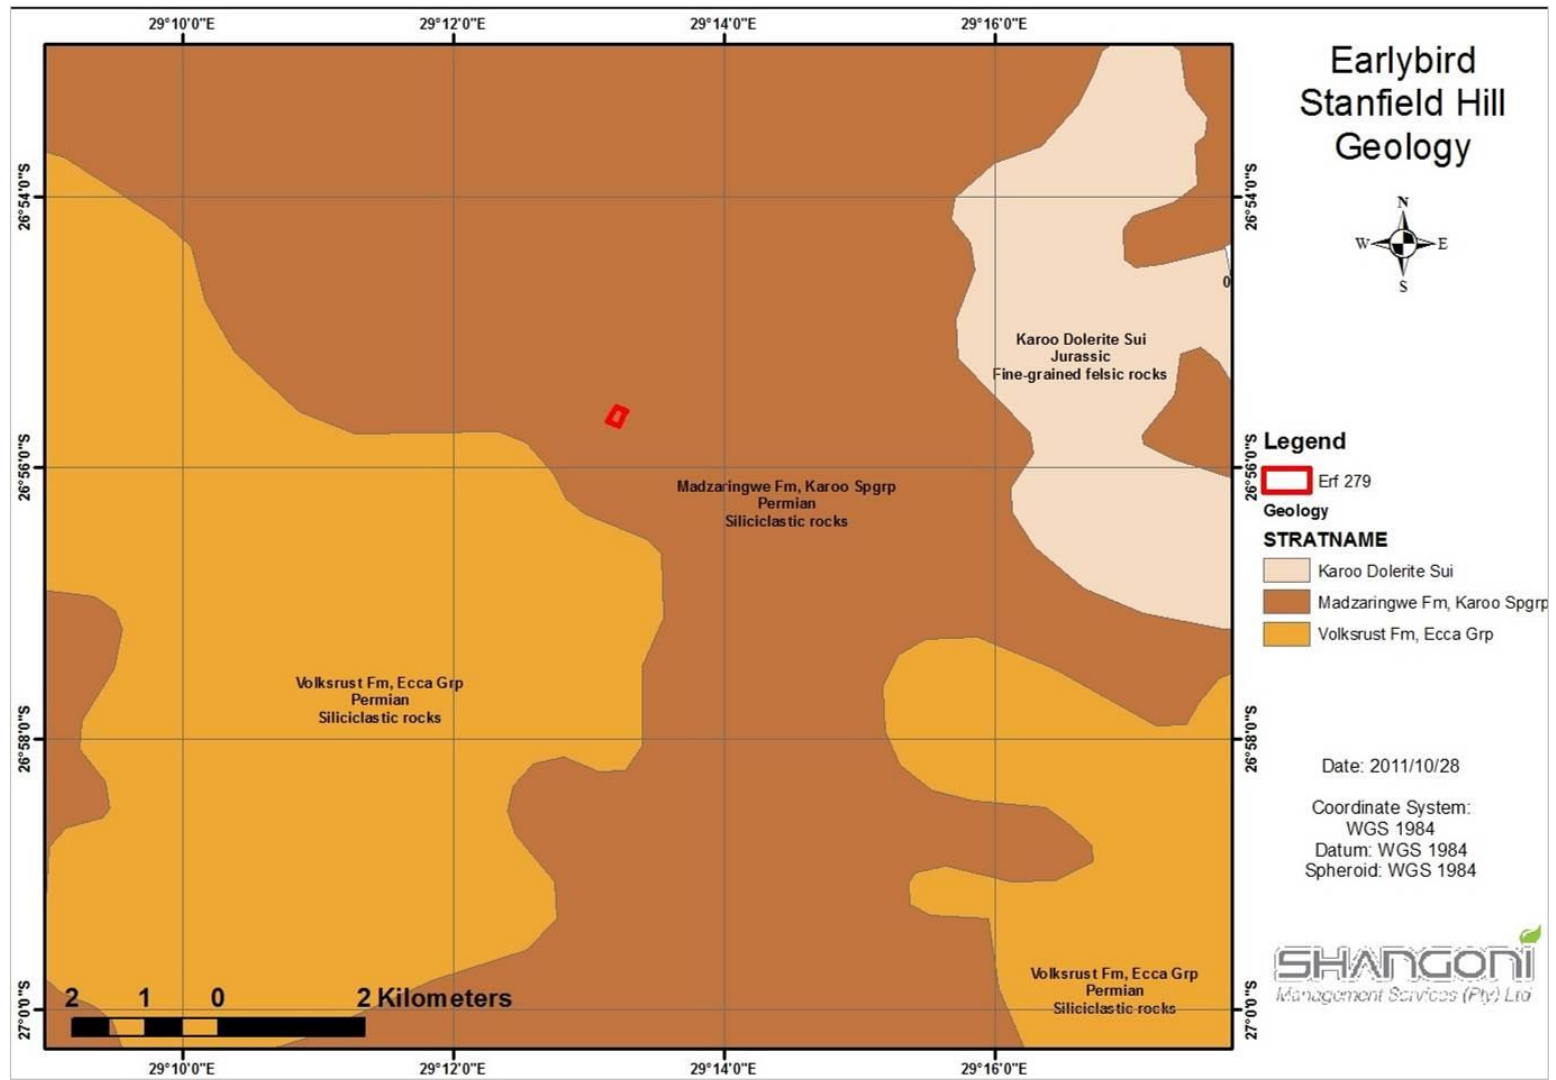 29°10'0"E
29°12'0"E
29°14'0"E
29°16'0"E
Earlybird
Stanfield Hill
Geology
N
W
E
S
26°54'0"S
26°54'0"S
0
Karoo Dolerite Sui
Jurassic
Fine-grained felsic rocks
26°56'0"S
26°56'0"S
Madzaringwe Fm, Karoo Spgrp
Permian
Siliciclastic rocks
Legend
Erf 279
Geology
STRATNAME
Karoo Dolerite Sui
Madzaringwe Fm, Karoo Spgrp
Volksrust Fm, Ecca Grp
Volksrust Fm, Ecca Grp
Permian
Siliciclastic rocks
26°58'0"S
26°58'0"S
Date: 2011/10/28
Coordinate System:
WGS 1984
Datum: WGS 1984
Spheroid: WGS 1984
Volksrust Fm, Ecca Grp
Permian
Siliciclastic rocks
SHANGONI
Management Services (Pty) Ltd
2 1 0 2 Kilometers
27°0'0"S
27°0'0"S
29°10'0"E
29°12'0"E
29°14'0"E
29°16'0"E